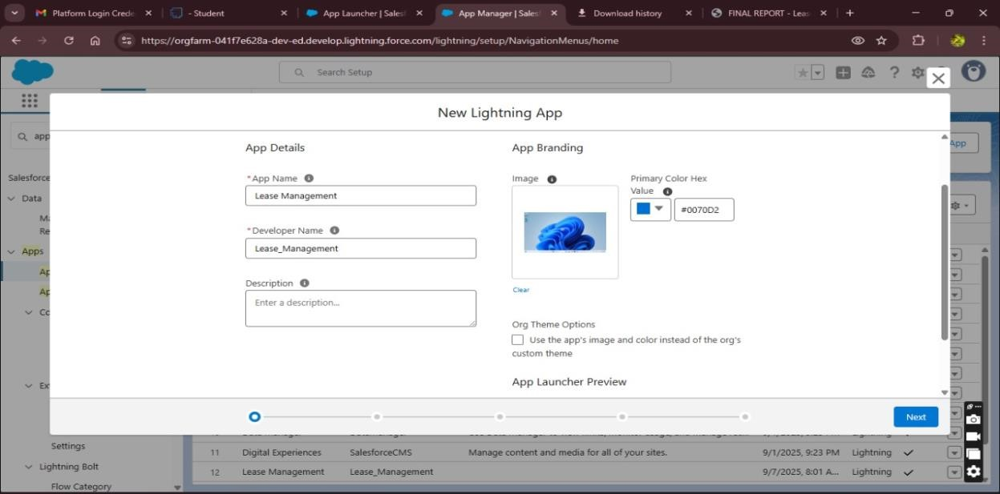 Platform Login Crede
- Student
App Launcher | Salesf
App Manager | Salesf
Download history
FINAL REPORT - Leas
https://orgfarm-041f7e628a-dev-ed.develop.lightning.force.com/lightning/setup/NavigationMenus/home
Search Setup
New Lightning App
app
App
App Details
App Branding
*App Name
Lease Management
Image
Primary Color Hex
Value
#0070D2
Salesforce
Data
Re
*Developer Name
Lease_Management
Apps
Ap
Ap
Description
Enter a description...
Clear
Co
Org Theme Options
Use the app's image and color instead of the org's
custom theme
App Launcher Preview
Ex
Next
Settings
11 Digital Experiences SalesforceCMS Manage content and media for all of your sites. 9/1/2025, 9:23 PM Lightning
Lightning Bolt
12 Lease Management Lease_Management 9/7/2025, 8:01 A... Lightning
Flow Category